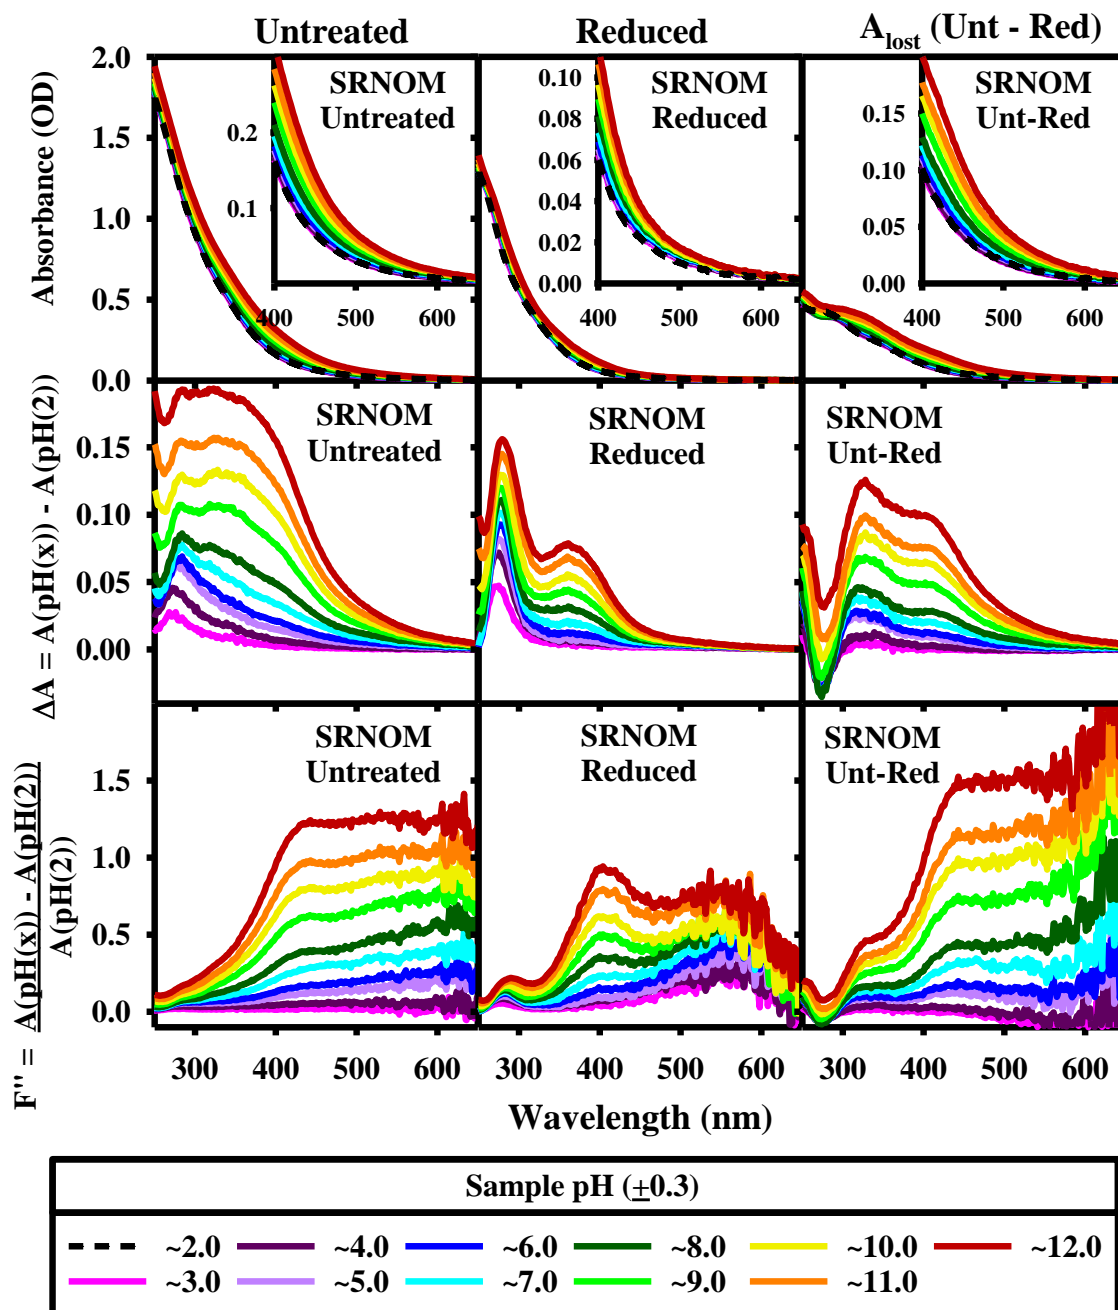 Untreated
Reduced
A_lost (Unt - Red)
Absorbance (OD)
2.0
1.5
1.0
0.5
0.0
SRNOM
Untreated
0.2
0.1
400 500 600
SRNOM
Reduced
0.10
0.08
0.06
0.04
0.02
0.00
400 500 600
SRNOM
Unt-Red
0.15
0.10
0.05
0.00
400 500 600
ΔA = A(pH(x)) - A(pH(2))
0.15
0.10
0.05
0.00
SRNOM
Untreated
SRNOM
Reduced
SRNOM
Unt-Red
F'' = A(pH(x)) - A(pH(2))
A(pH(2))
1.5
1.0
0.5
0.0
SRNOM
Untreated
SRNOM
Reduced
SRNOM
Unt-Red
300 400 500 600 300 400 500 600 300 400 500 600
Wavelength (nm)
Sample pH (±0.3)
~2.0 ~4.0 ~6.0 ~8.0 ~10.0 ~12.0
~3.0 ~5.0 ~7.0 ~9.0 ~11.0